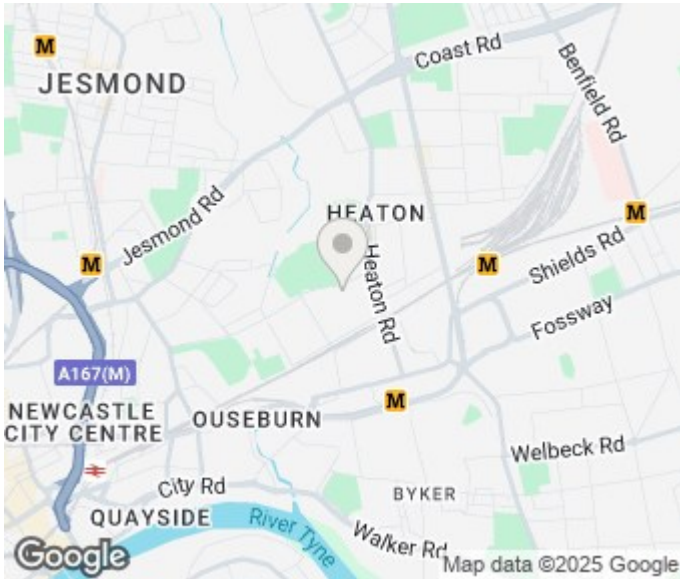 M
Coast Rd
Benfield Rd
JESMOND
Jesmond Rd
HEATON
M
M
M
Heaton Rd
Shields Rd
Fossway
A167(M)
M
NEWCASTLE
CITY CENTRE
OUSEBURN
Welbeck Rd
City Rd
BYKER
QUAYSIDE
River Tyne
Walker Rd
Google
Map data ©2025 Google